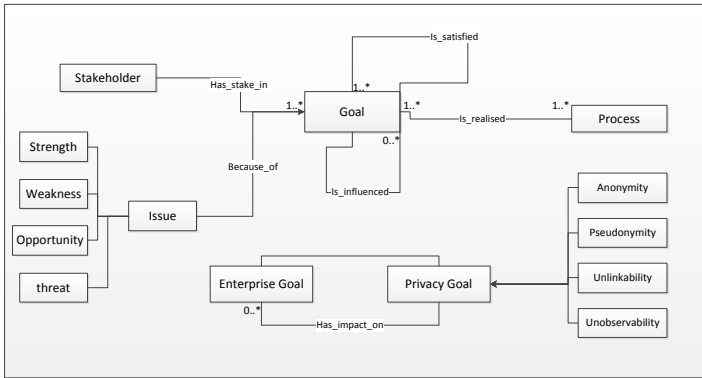 Is_satisfied
Stakeholder
Has_stake_in
1..*
1..*
Goal
1..*
1..*
Is_realised
Process
0..*
Strength
Because_of
Weakness
Is_influenced
Anonymity
Issue
Opportunity
Pseudonymity
threat
Enterprise Goal
Privacy Goal
Unlinkability
0..*
Has_impact_on
Unobservability